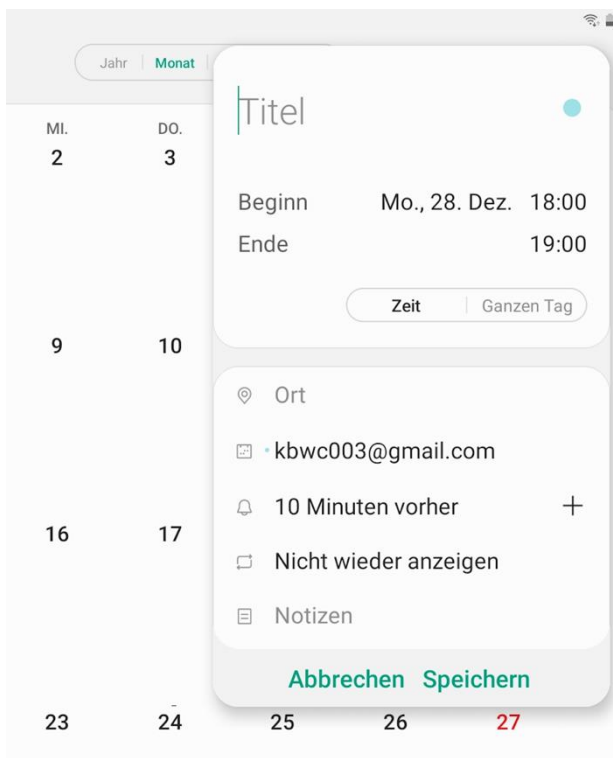 Jahr Monat
Titel
MI. DO.
2 3
Beginn Mo., 28. Dez. 18:00
Ende 19:00
Zeit Ganzen Tag
9 10
Ort
kbwc003@gmail.com
10 Minuten vorher
16 17
Nicht wieder anzeigen
Notizen
Abbrechen Speichern
23 24 25 26 27